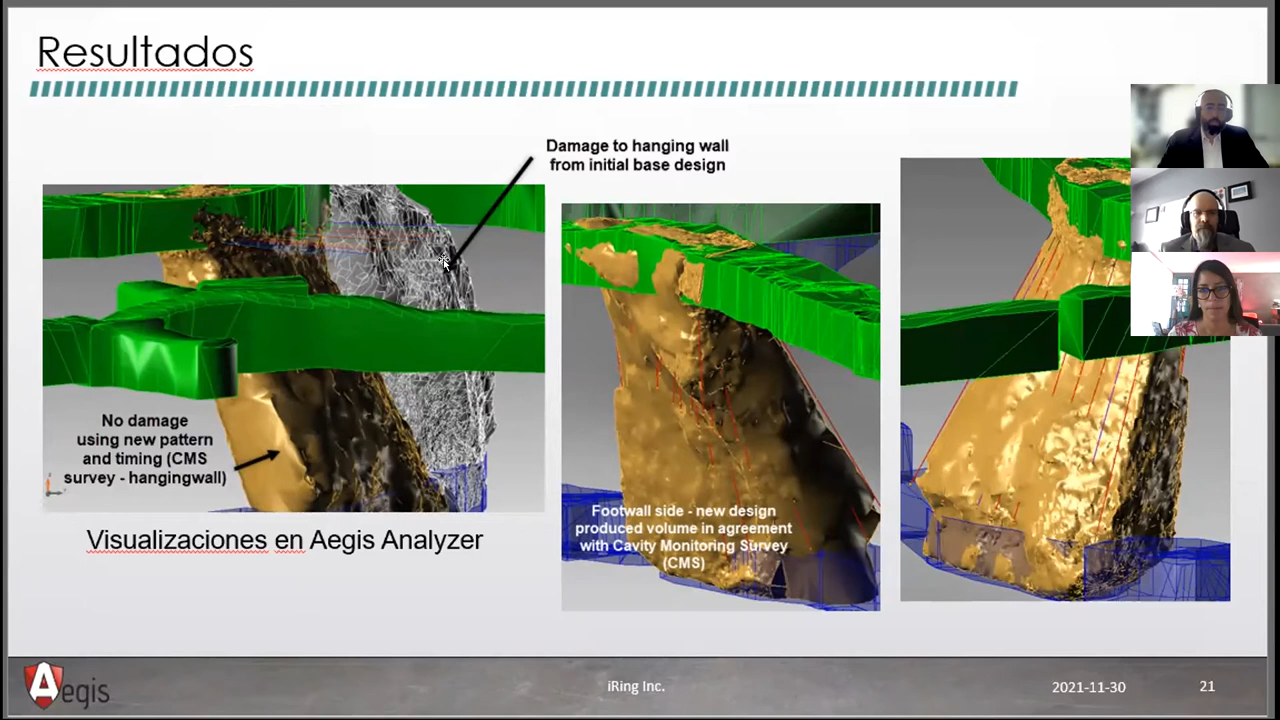 Resultados
Damage to hanging wall
from initial base design
No damage
using new pattern
and timing (CMS
survey - hangingwall)
Footwall side - new design
produced volume in agreement
with Cavity Monitoring Survey
(CMS)
Visualizaciones en Aegis Analyzer
Aegis
iRing Inc.
2021-11-30
21